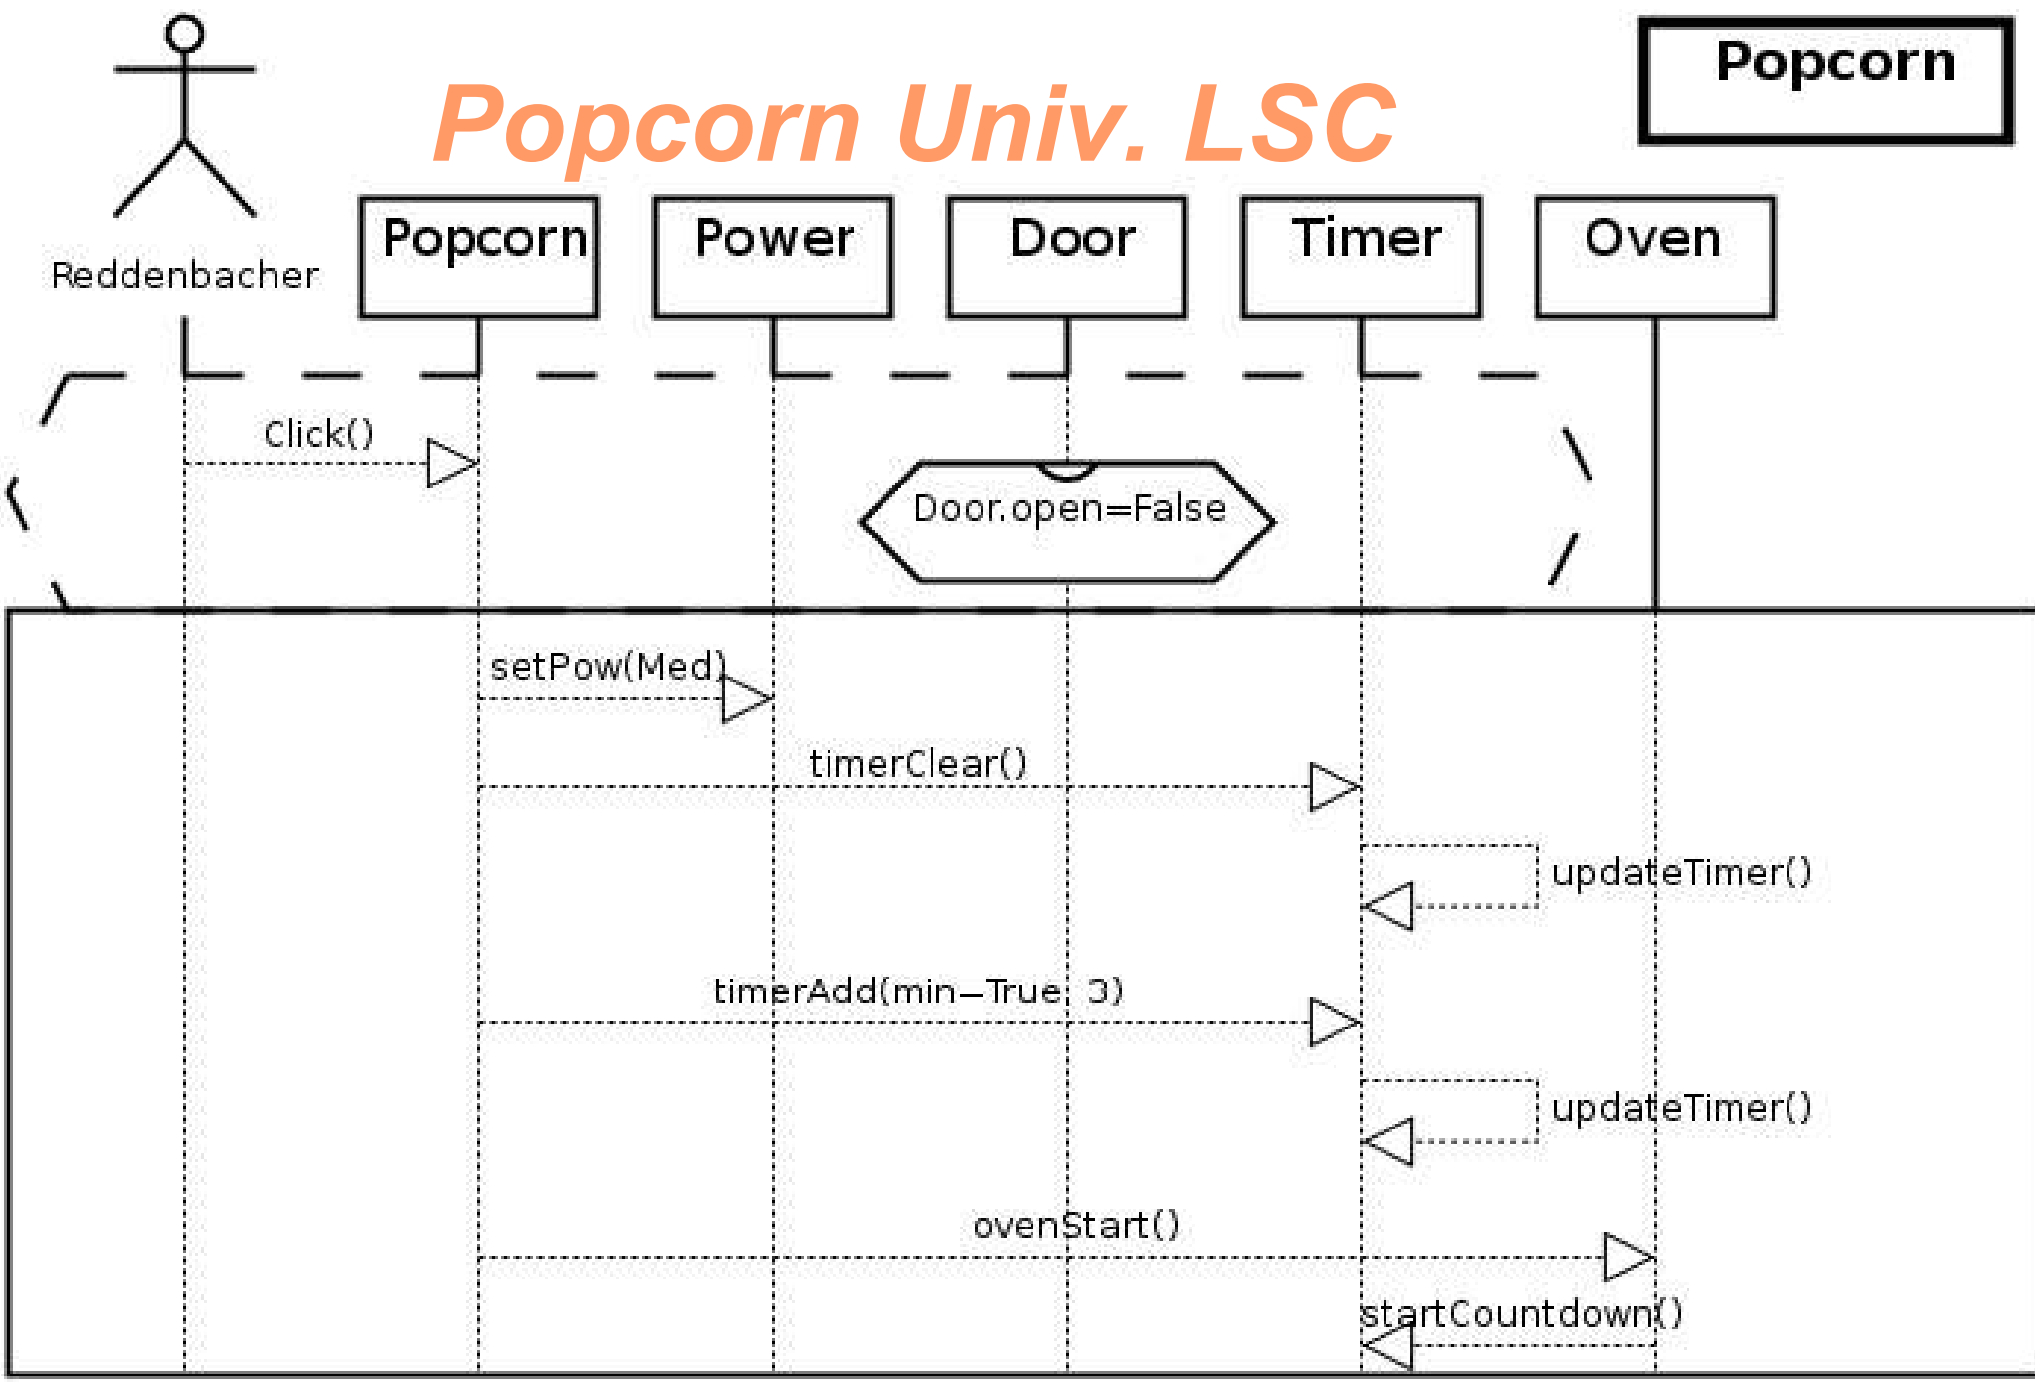 Popcorn
Popcorn Univ. LSC
Reddenbacher
Popcorn
Power
Door
Timer
Oven
Click()
Door.open=False
setPow(Med)
timerClear()
updateTimer()
timerAdd(min=True, 3)
updateTimer()
ovenStart()
startCountdown()